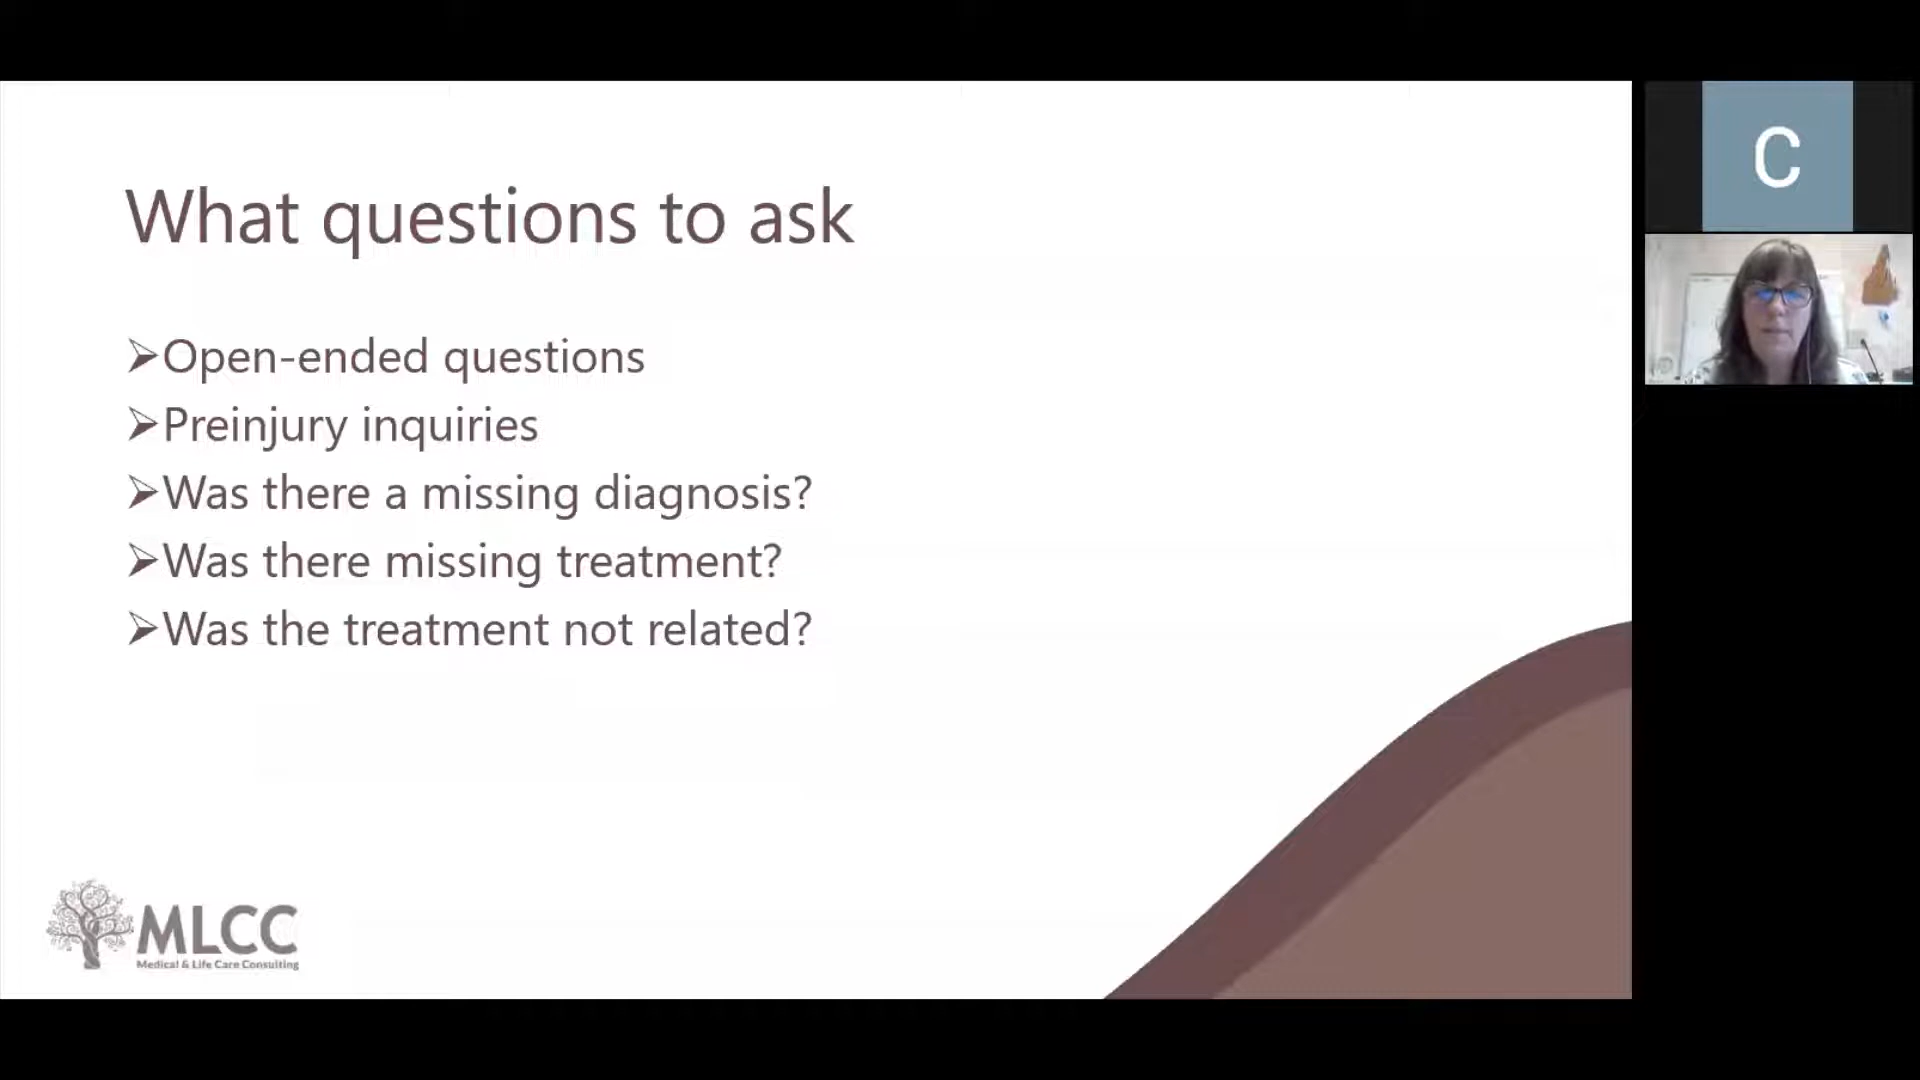 What questions to ask
➢Open-ended questions
➢Preinjury inquiries
➢Was there a missing diagnosis?
➢Was there missing treatment?
➢Was the treatment not related?
MLCC
Medical & Life Care Consulting
C